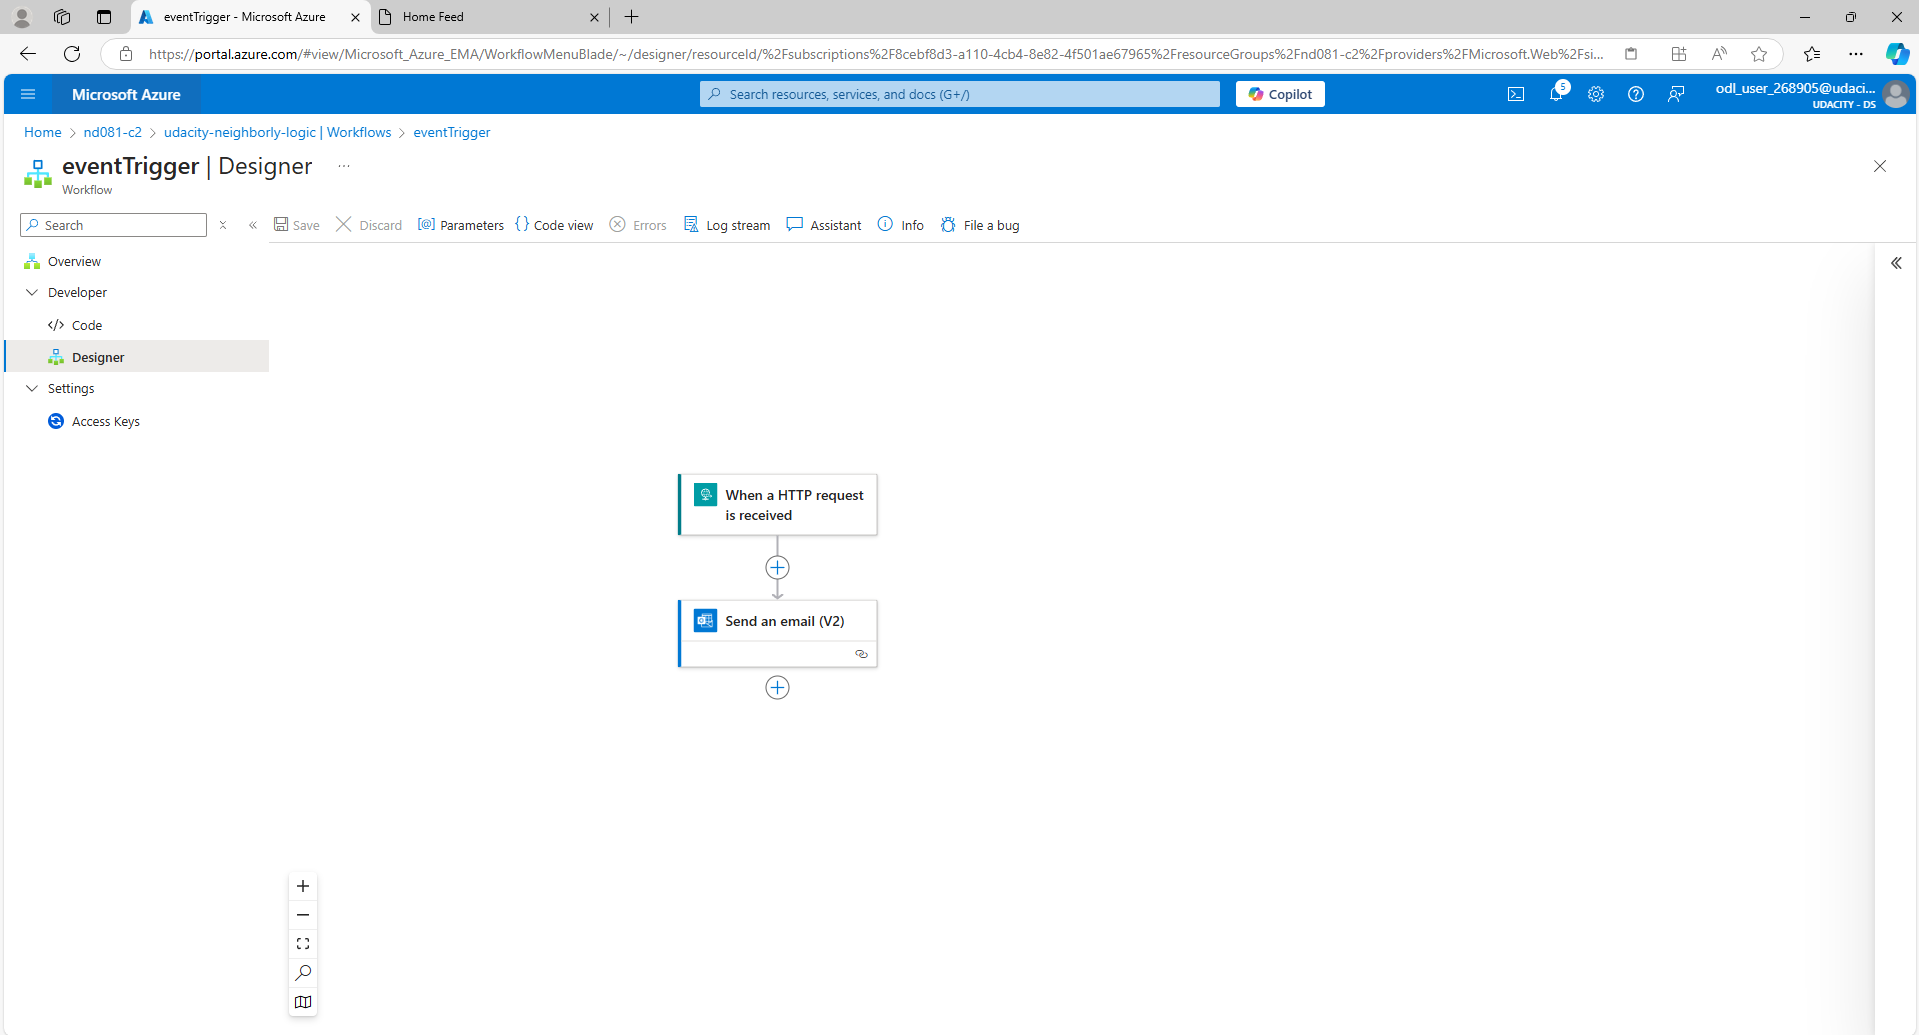 eventTrigger - Microsoft Azure
Home Feed
https://portal.azure.com/#view/Microsoft_Azure_EMA/WorkflowMenuBlade/~/designer/resourceId/%2Fsubscriptions%2F8cebf8d3-a110-4cb4-8e82-4f501ae67965%2FresourceGroups%2Fnd081-c2%2Fproviders%2FMicrosoft.Web%2Fsi...
Microsoft Azure
Search resources, services, and docs (G+/)
Copilot
5
odl_user_268905@udaci...
UDACITY - DS
Home > nd081-c2 > udacity-neighborly-logic | Workflows > eventTrigger
eventTrigger | Designer ...
Workflow
Search
Save
Discard
Parameters
Code view
Errors
Log stream
Assistant
Info
File a bug
Overview
Developer
Code
Designer
Settings
Access Keys
When a HTTP request
is received
Send an email (V2)